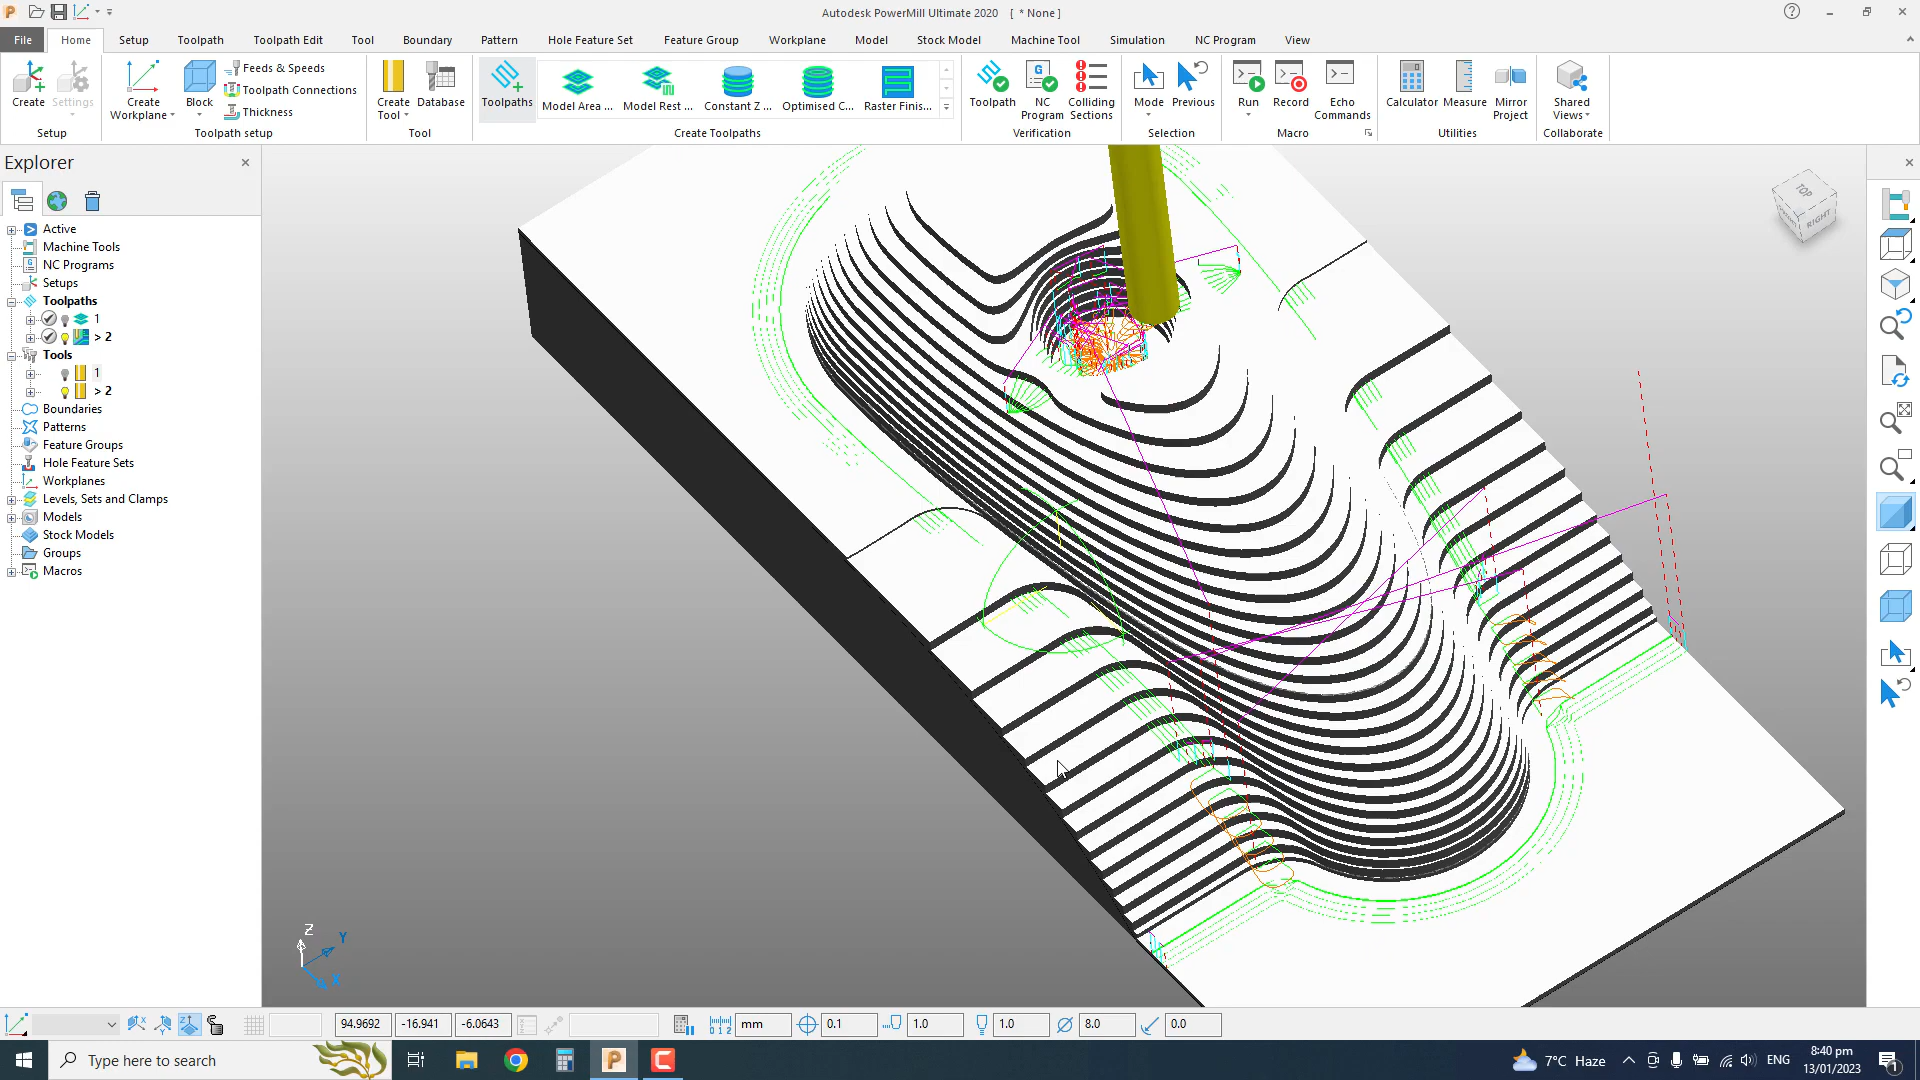 Autodesk PowerMill Ultimate 2020   [ * None ]
File Home Setup Toolpath Toolpath Edit Tool Boundary Pattern Hole Feature Set Feature Group Workplane Model Stock Model Machine Tool Simulation NC Program View
Create
Settings
Setup
Create Workplane
Block
Feeds & Speeds
Toolpath Connections
Thickness
Toolpath setup
Create Tool
Database
Tool
Toolpaths
Model Area ...
Model Rest ...
Constant Z ...
Optimised C...
Raster Finis...
Create Toolpaths
Toolpath
NC Program
Colliding Sections
Verification
Mode
Previous
Selection
Run
Record
Echo Commands
Macro
Calculator
Measure
Mirror Project
Utilities
Shared Views
Collaborate
Explorer
Active
Machine Tools
NC Programs
Setups
Toolpaths
1
> 2
Tools
1
> 2
Boundaries
Patterns
Feature Groups
Hole Feature Sets
Workplanes
Levels, Sets and Clamps
Models
Stock Models
Groups
Macros
TOP
RIGHT
Z
Y
X
94.9692 -16.941 -6.0643 mm 0.1 1.0 1.0 8.0 0.0
Type here to search
7°C Haze
ENG
8:40 pm
13/01/2023
1